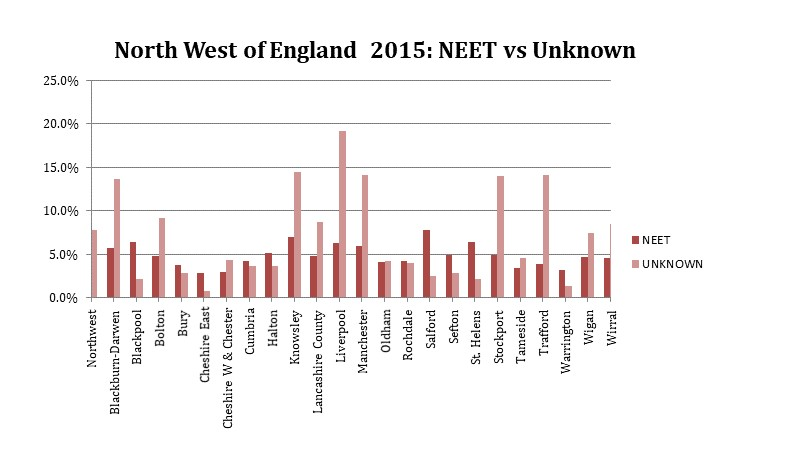 North West of England  2015: NEET vs Unknown
25.0%
20.0%
15.0%
10.0%
5.0%
0.0%
Northwest
Blackburn-Darwen
Blackpool
Bolton
Bury
Cheshire East
Cheshire W & Chester
Cumbria
Halton
Knowsley
Lancashire County
Liverpool
Manchester
Oldham
Rochdale
Salford
Sefton
St. Helens
Stockport
Tameside
Trafford
Warrington
Wigan
Wirral
NEET
UNKNOWN